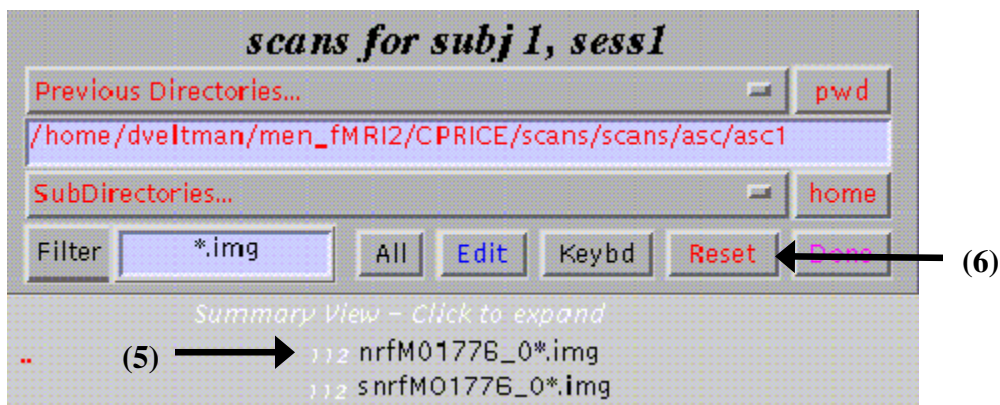 scans for subj 1, sess1
Previous Directories... pwd
/home/dveltman/men_fMRI2/CPRICE/scans/scans/asc/asc1
SubDirectories... home
Filter *.img All Edit Keybd Reset Done (6)
Summary View - Click to expand
.. (5) 112 nrfM01776_0*.img
112 snrfMO1776_0*.img